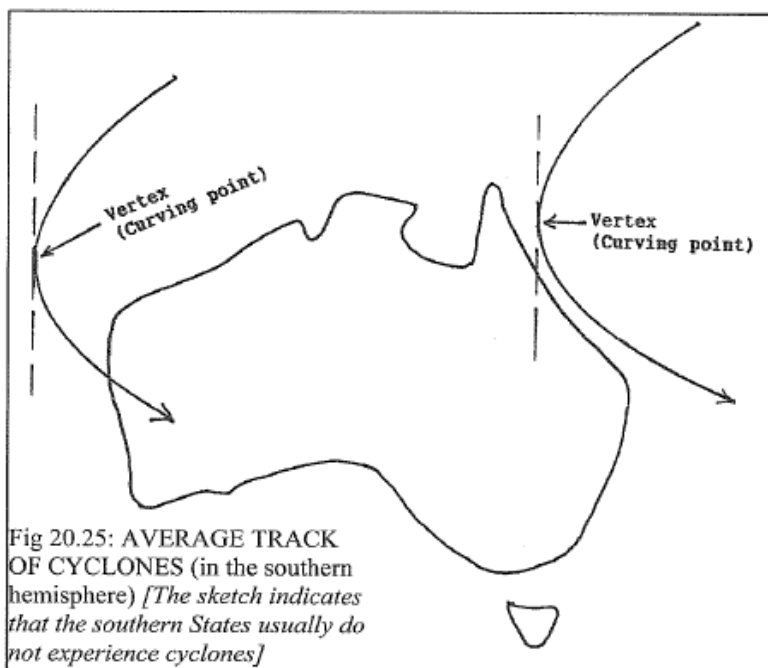 Vertex
(Curving point)
Vertex
(Curving point)
Fig 20.25: AVERAGE TRACK
OF CYCLONES (in the southern
hemisphere) [The sketch indicates
that the southern States usually do
not experience cyclones]